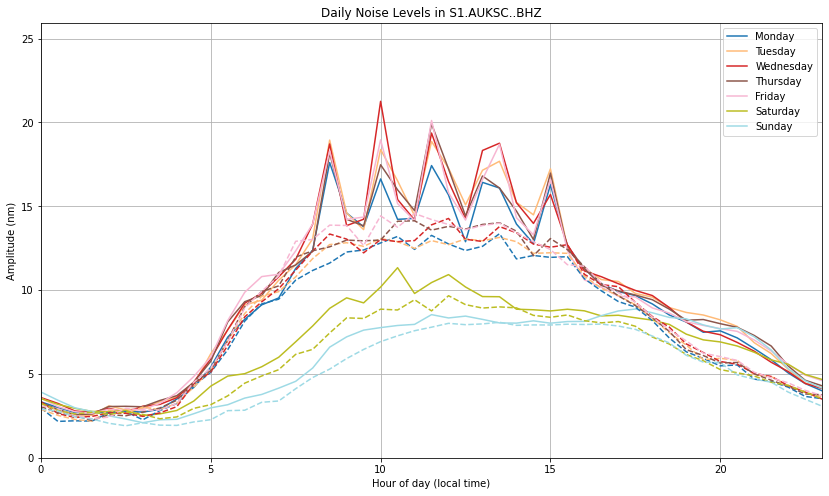 Daily Noise Levels in S1.AUKSC..BHZ
Amplitude (nm)
25
20
15
10
5
0
Monday
Tuesday
Wednesday
Thursday
Friday
Saturday
Sunday
0
5
10
15
20
Hour of day (local time)